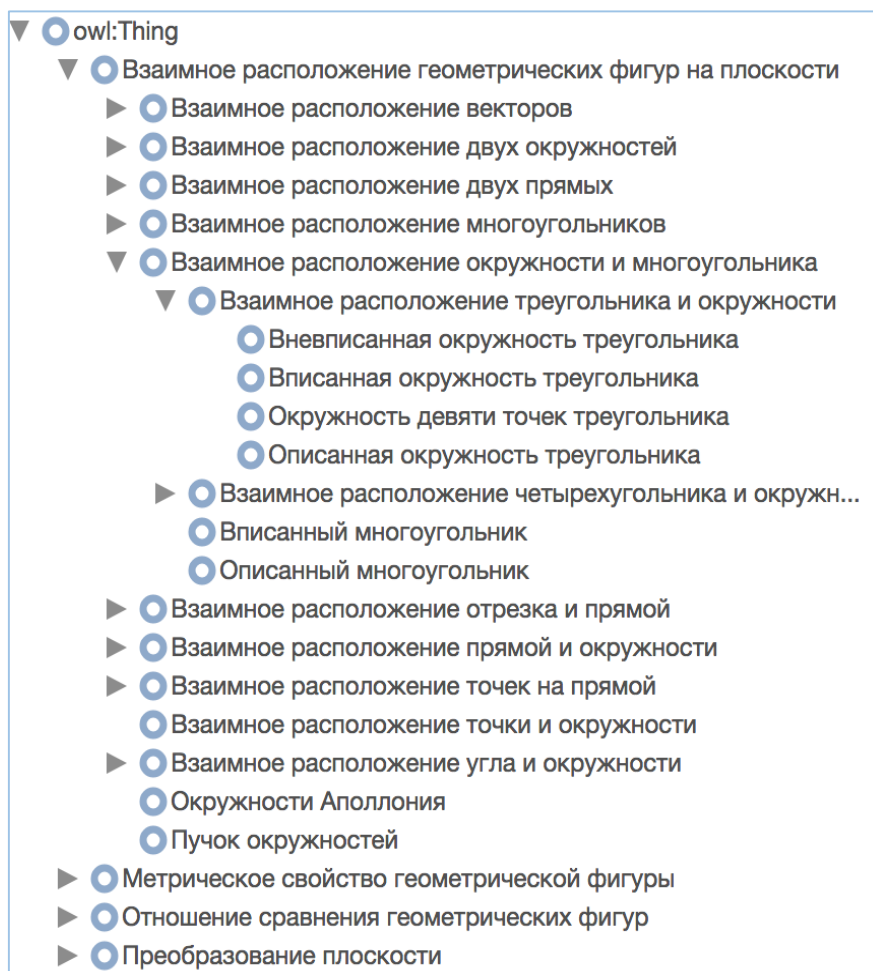 owl:Thing
Взаимное расположение геометрических фигур на плоскости
Взаимное расположение векторов
Взаимное расположение двух окружностей
Взаимное расположение двух прямых
Взаимное расположение многоугольников
Взаимное расположение окружности и многоугольника
Взаимное расположение треугольника и окружности
Вневписанная окружность треугольника
Вписанная окружность треугольника
Окружность девяти точек треугольника
Описанная окружность треугольника
Взаимное расположение четырехугольника и окружн...
Вписанный многоугольник
Описанный многоугольник
Взаимное расположение отрезка и прямой
Взаимное расположение прямой и окружности
Взаимное расположение точек на прямой
Взаимное расположение точки и окружности
Взаимное расположение угла и окружности
Окружности Аполлония
Пучок окружностей
Метрическое свойство геометрической фигуры
Отношение сравнения геометрических фигур
Преобразование плоскости